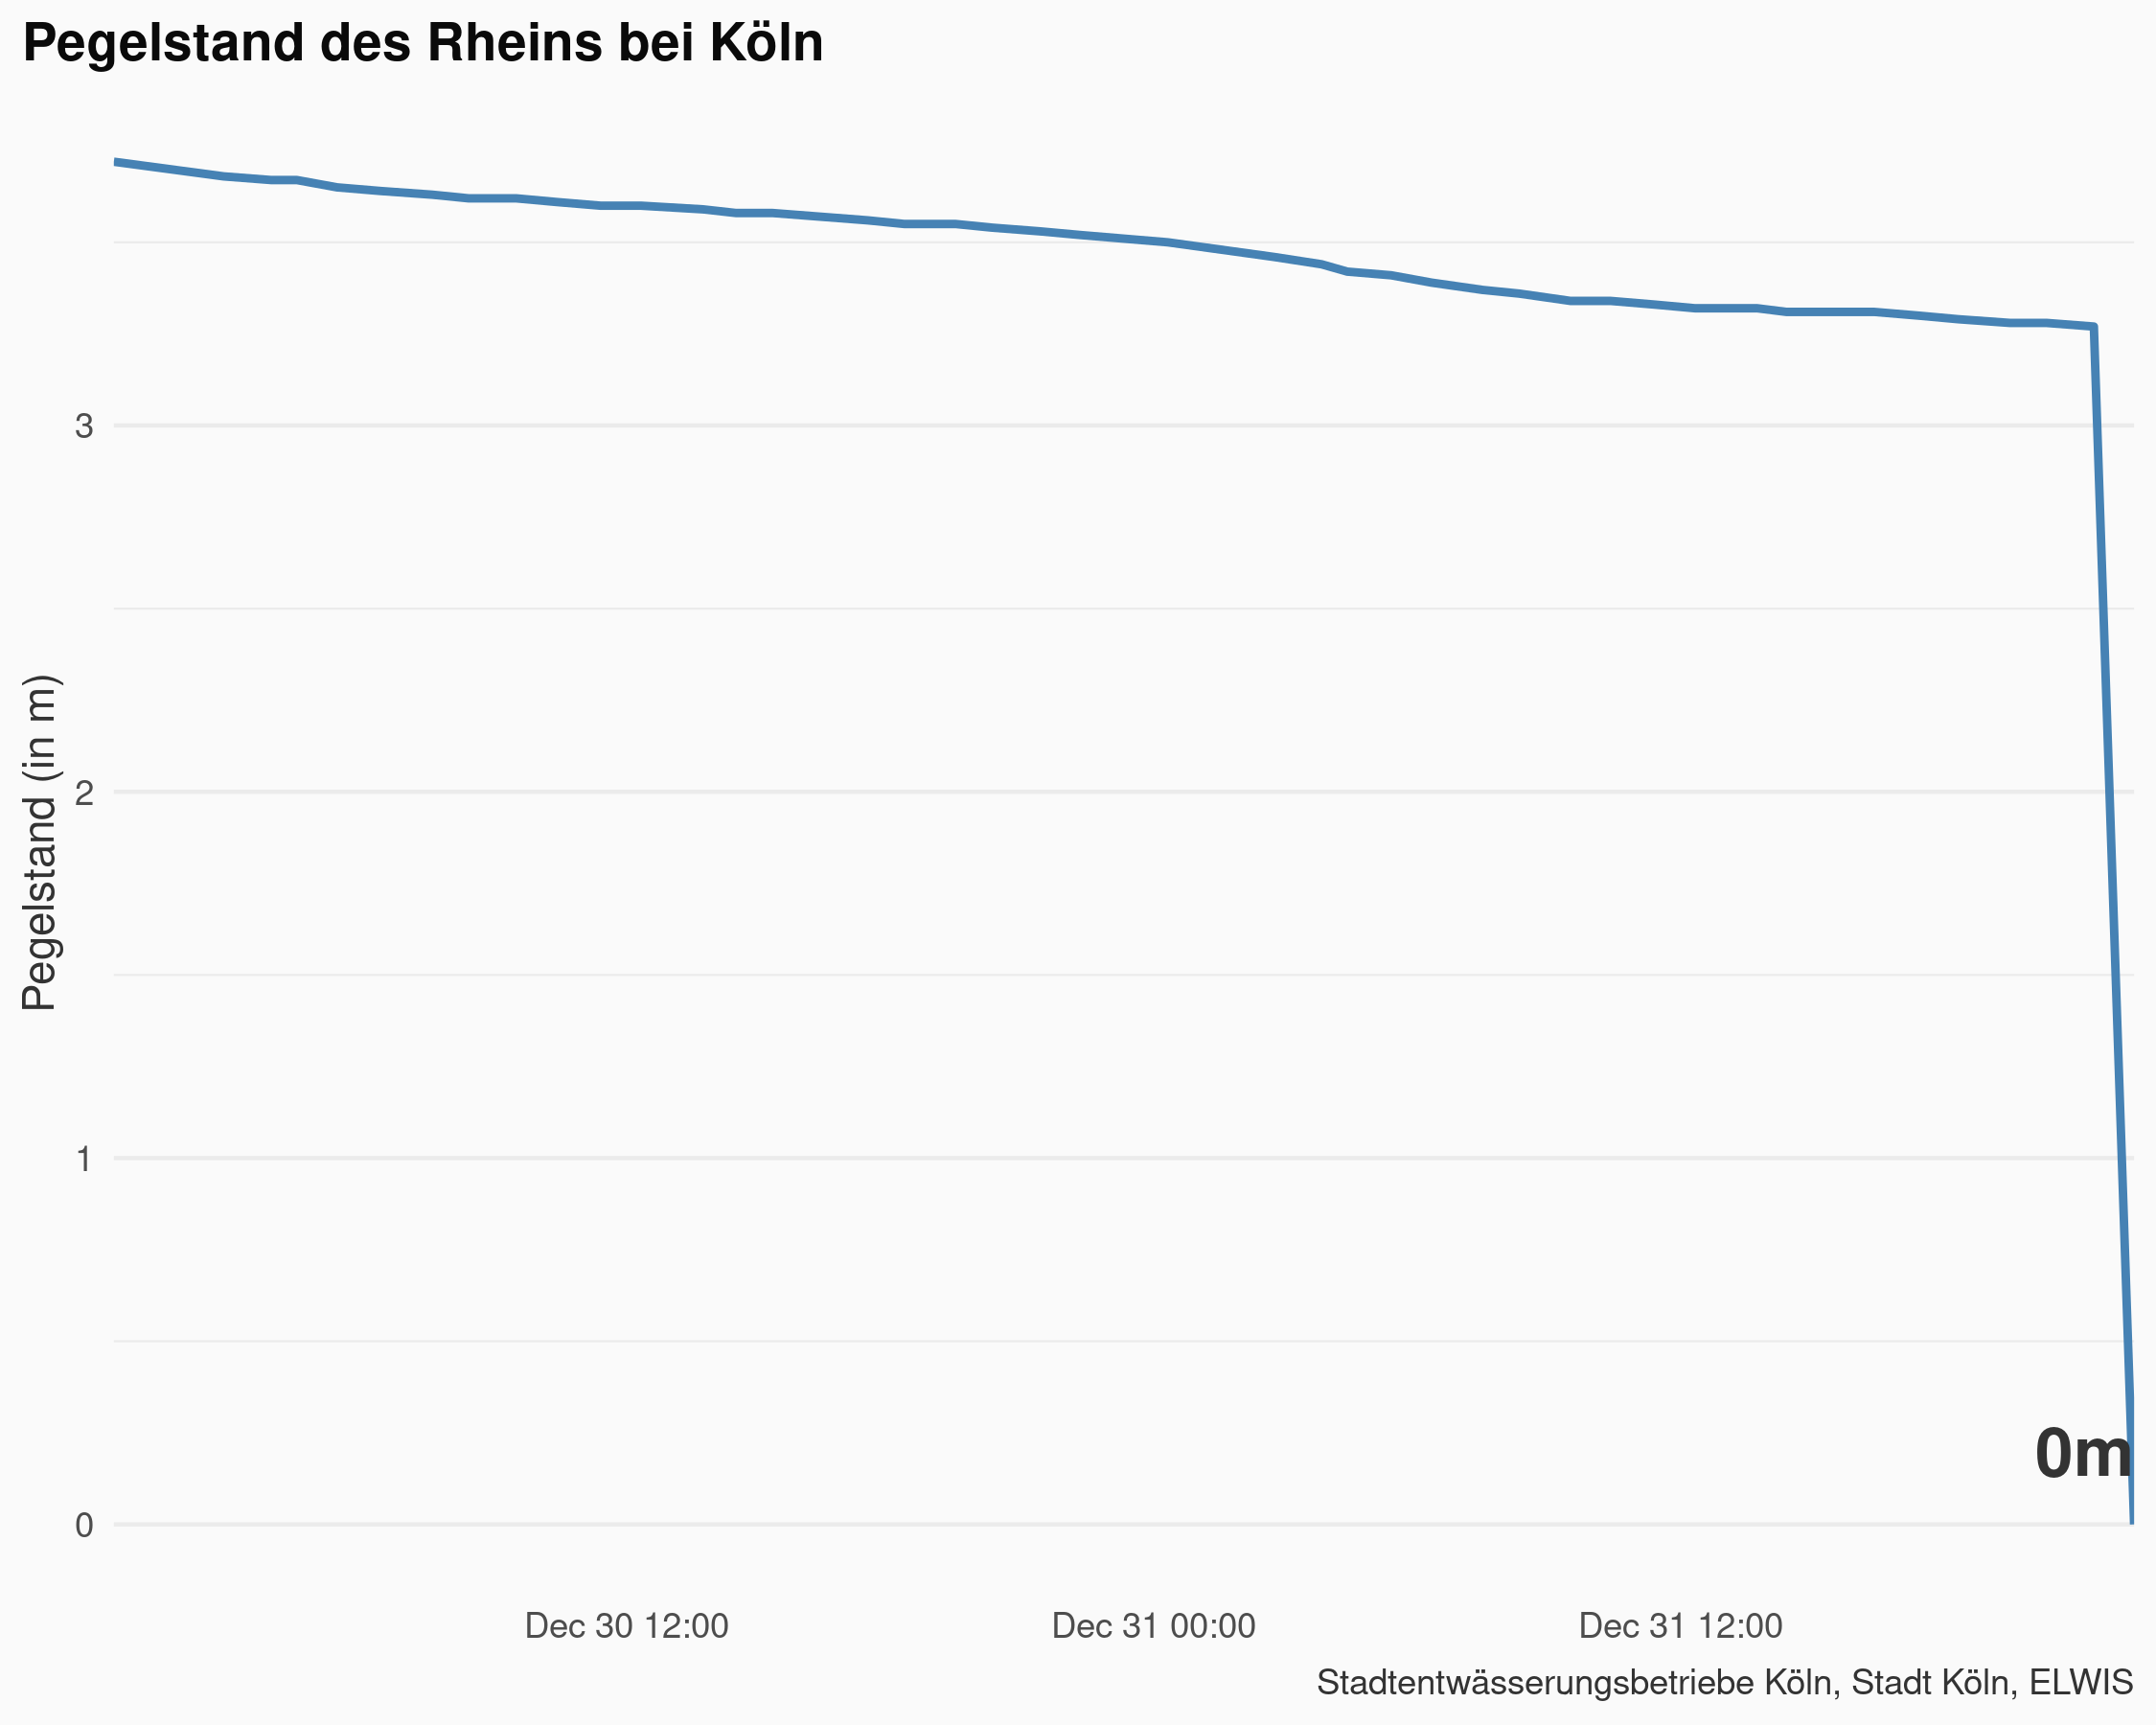 Pegelstand des Rheins bei Köln
Pegelstand (in m)
3
2
1
0
0m
Dec 30 12:00
Dec 31 00:00
Dec 31 12:00
Stadtentwässerungsbetriebe Köln, Stadt Köln, ELWIS